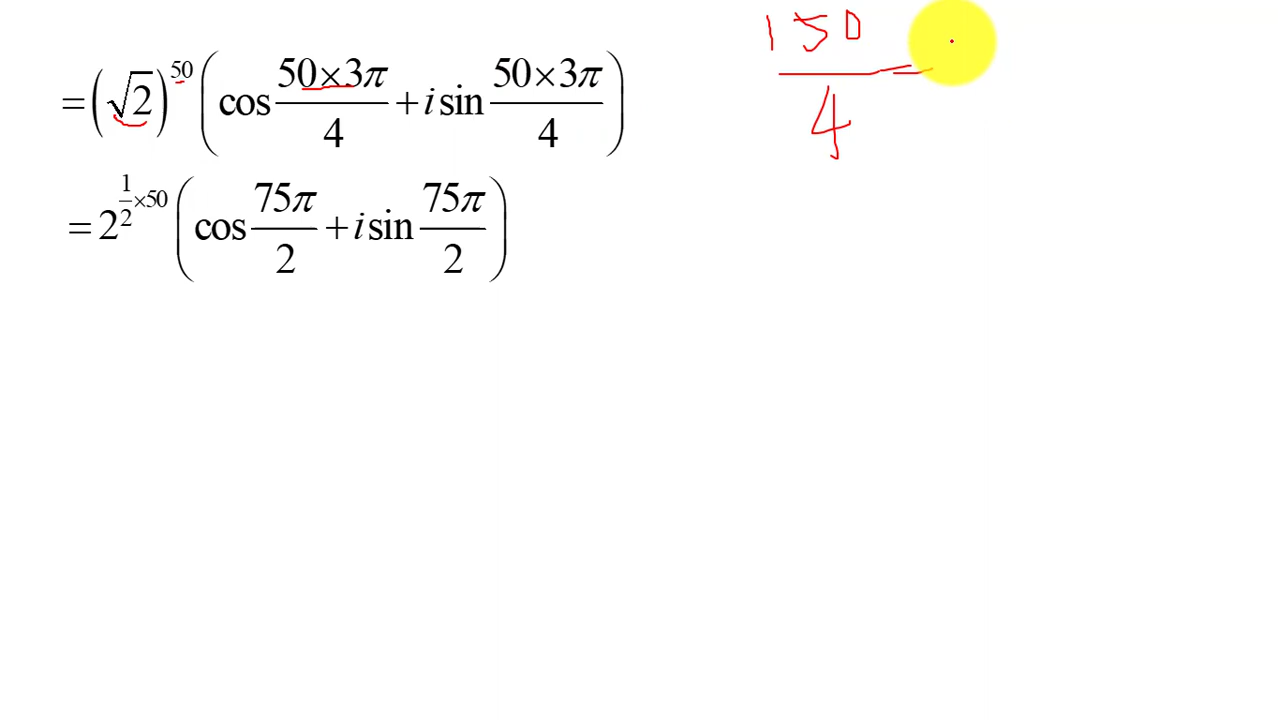 = (√2)^50 (cos 50×3π/4 + i sin 50×3π/4)
= 2^(1/2×50) (cos 75π/2 + i sin 75π/2)
150/4 =